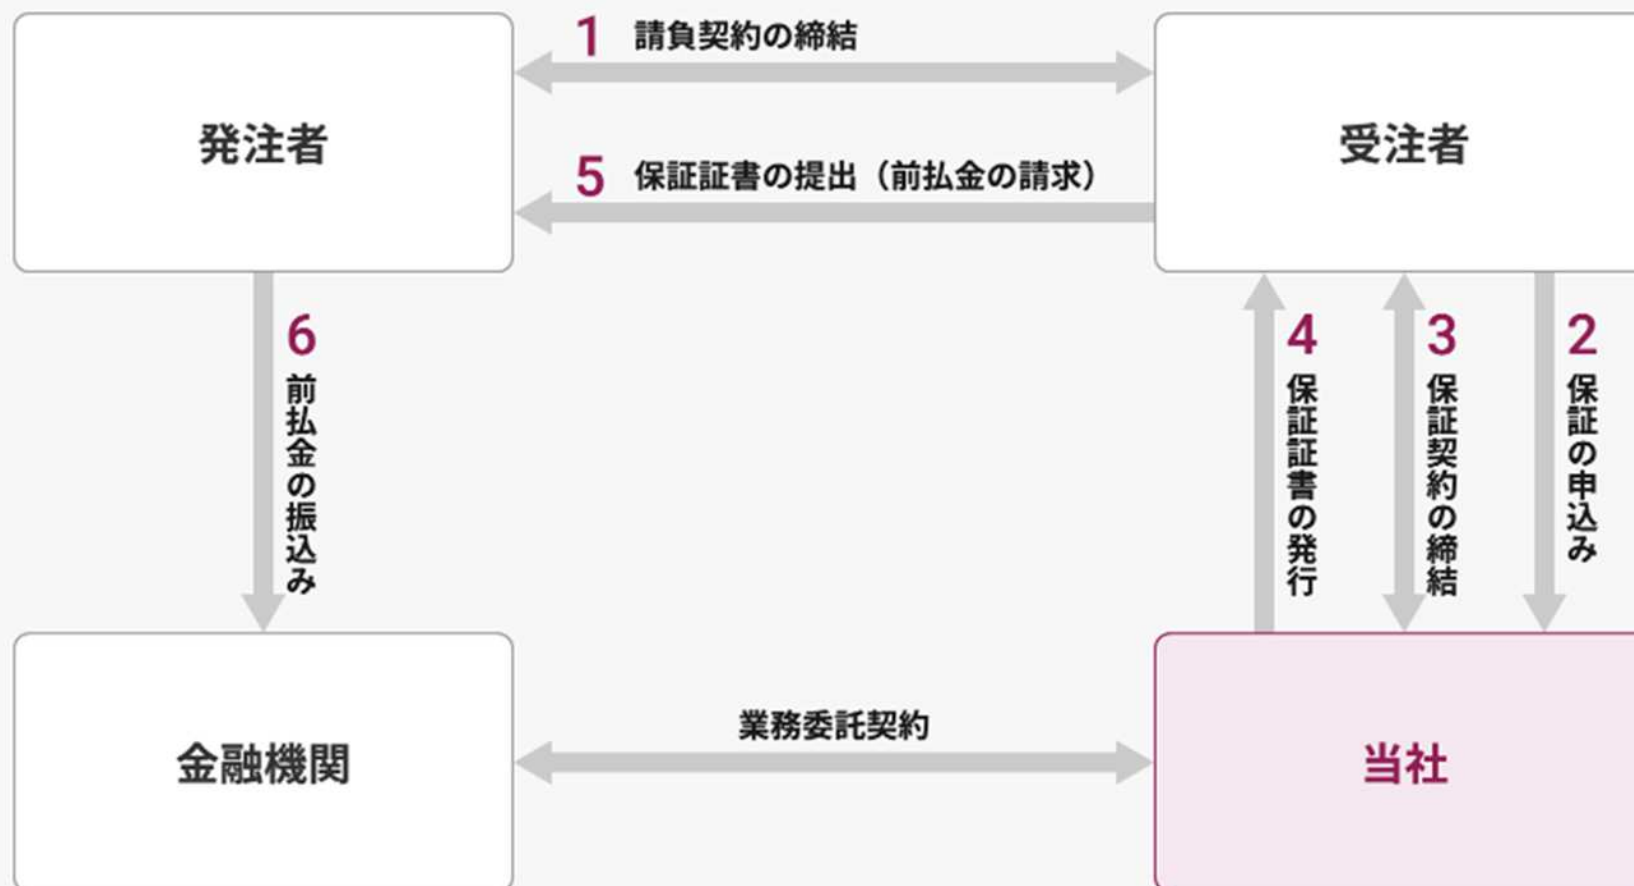 1 請負契約の締結
発注者
受注者
5 保証証書の提出（前払金の請求）
6 前払金の振込み
4 保証証書の発行
3 保証契約の締結
2 保証の申込み
業務委託契約
金融機関
当社